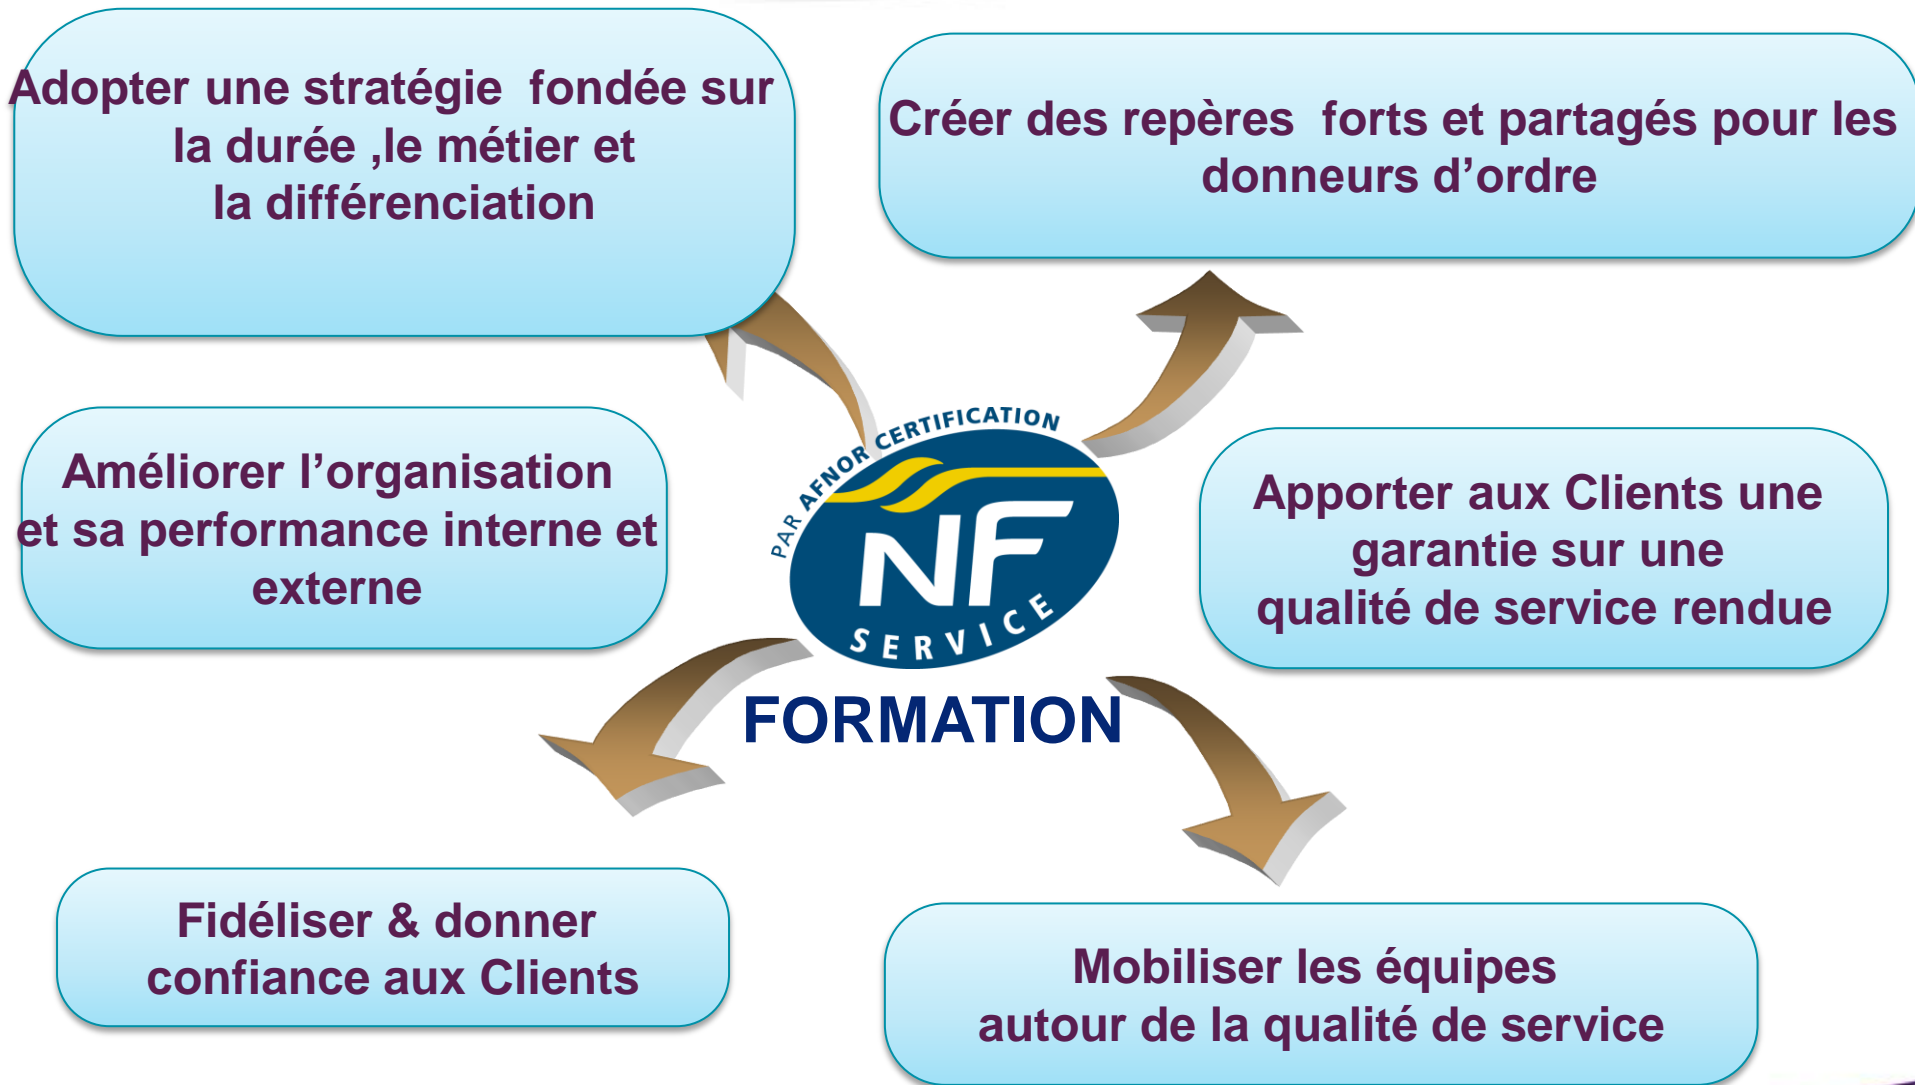 Adopter une stratégie  fondée sur
la durée ,le métier et
la différenciation
Créer des repères  forts et partagés pour les
donneurs d’ordre
Améliorer l’organisation
et sa performance interne et
externe
PAR AFNOR CERTIFICATION
NF
SERVICE
FORMATION
Apporter aux Clients une
garantie sur une
qualité de service rendue
Fidéliser & donner
confiance aux Clients
Mobiliser les équipes
autour de la qualité de service